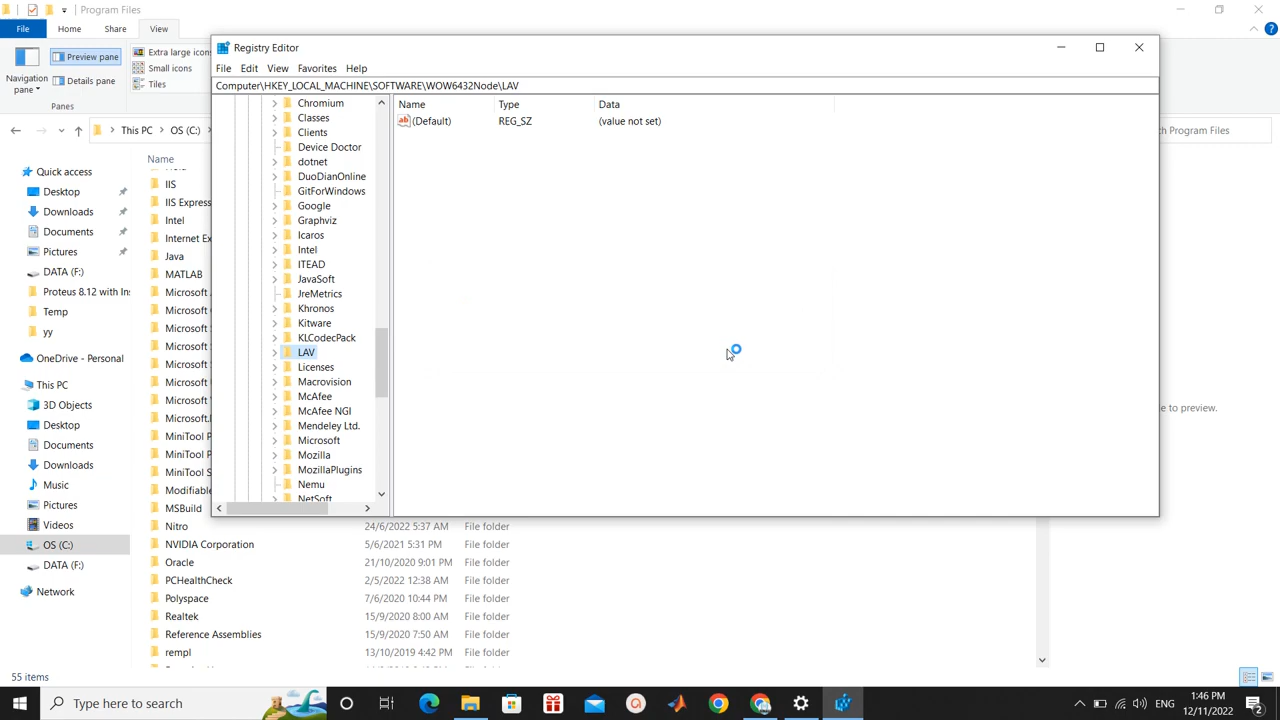 Program Files
File
Home
Share
View
Navigation
pane
Preview pane
Details pane
Panes
Extra large icons
Small icons
Tiles
This PC
OS (C:)
ch Program Files
Name
Quick access
Desktop
Downloads
Documents
Pictures
DATA (F:)
Proteus 8.12 with Ins
Temp
yy
OneDrive - Personal
This PC
3D Objects
Desktop
Documents
Downloads
Music
Pictures
Videos
OS (C:)
DATA (F:)
Network
IIS
IIS Express
Intel
Internet Ex
Java
MATLAB
Microsoft
Microsoft
Microsoft
Microsoft
Microsoft
Microsoft
Microsoft
Microsoft.
MiniTool P
MiniTool P
MiniTool S
Modifiable
MSBuild
Nitro 24/6/2022 5:37 AM File folder
NVIDIA Corporation 5/6/2021 5:31 PM File folder
Oracle 21/10/2020 9:01 PM File folder
PCHealthCheck 2/5/2022 12:38 AM File folder
Polyspace 7/6/2020 10:44 PM File folder
Realtek 15/9/2020 8:00 AM File folder
Reference Assemblies 15/9/2020 7:50 AM File folder
rempl 13/10/2019 4:42 PM File folder
e to preview.
55 items
Registry Editor
File Edit View Favorites Help
Computer\HKEY_LOCAL_MACHINE\SOFTWARE\WOW6432Node\LAV
Chromium
Classes
Clients
Device Doctor
dotnet
DuoDianOnline
GitForWindows
Google
Graphviz
Icaros
Intel
ITEAD
JavaSoft
JreMetrics
Khronos
Kitware
KLCodecPack
LAV
Licenses
Macrovision
McAfee
McAfee NGI
Mendeley Ltd.
Microsoft
Mozilla
MozillaPlugins
Nemu
NetSoft
Name Type Data
(Default) REG_SZ (value not set)
Type here to search
ENG
1:46 PM
12/11/2022
2